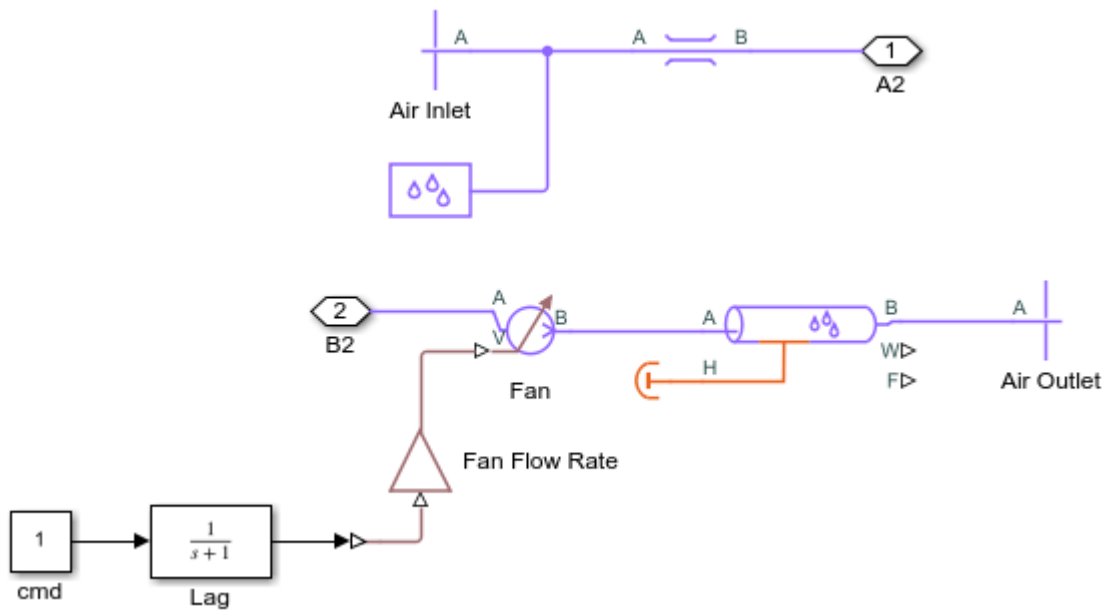 A
A
B
1
A2
Air Inlet
2
B2
A
V
B
Fan
A
B
A
W
F
H
Air Outlet
Fan Flow Rate
1
cmd
1
s + 1
Lag